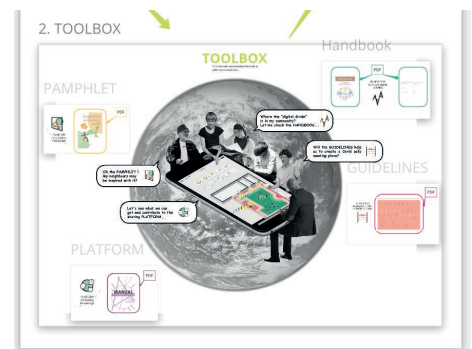 2. TOOLBOX
TOOLBOX
Handbook
PDF
PAMPHLET
PDF
Where the "digital divide"
is in my community?
Let me check the HANDBOOK...
Will the GUIDELINES help
us to create a Covid safe
meeting place?
Oh, the PAMPHLET !
My neighbours may
be inspired with it!
GUIDELINES
PDF
Let's see what we can
get and contribute to the
sharing PLATFORM...
PLATFORM
PDF
MANUAL